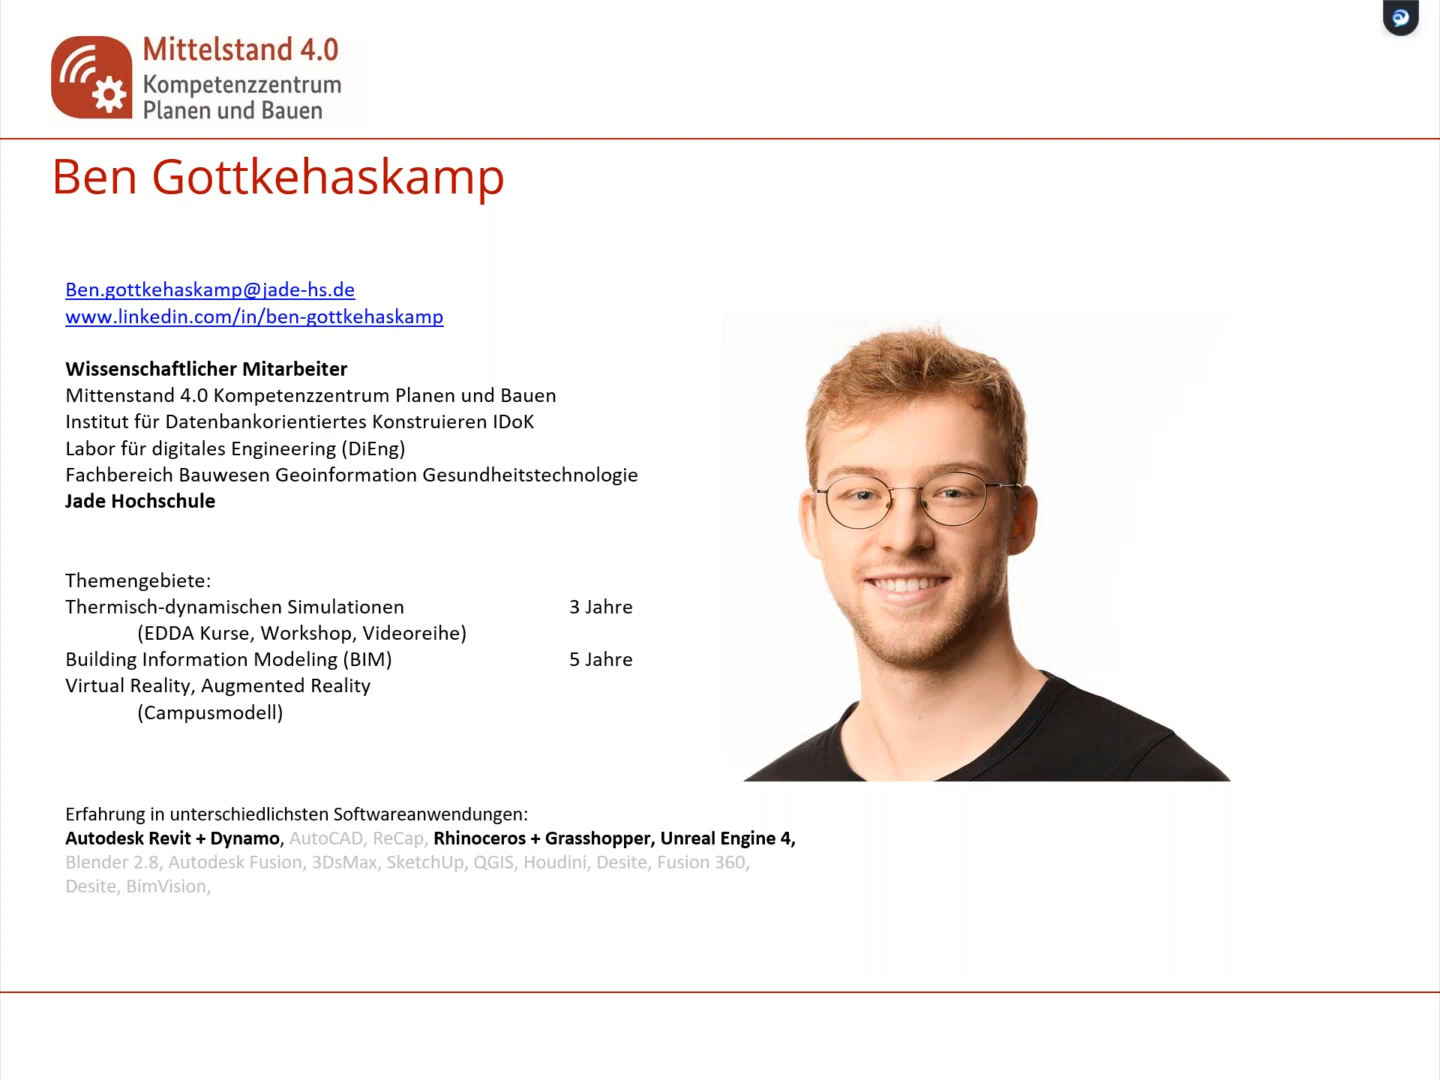 Mittelstand 4.0
Kompetenzzentrum
Planen und Bauen
Ben Gottkehaskamp
Ben.gottkehaskamp@jade-hs.de
www.linkedin.com/in/ben-gottkehaskamp
Wissenschaftlicher Mitarbeiter
Mittenstand 4.0 Kompetenzzentrum Planen und Bauen
Institut für Datenbankorientiertes Konstruieren IDoK
Labor für digitales Engineering (DiEng)
Fachbereich Bauwesen Geoinformation Gesundheitstechnologie
Jade Hochschule
Themengebiete:
Thermisch-dynamischen Simulationen 3 Jahre
(EDDA Kurse, Workshop, Videoreihe)
Building Information Modeling (BIM) 5 Jahre
Virtual Reality, Augmented Reality
(Campusmodell)
Erfahrung in unterschiedlichsten Softwareanwendungen:
Autodesk Revit + Dynamo, AutoCAD, ReCap, Rhinoceros + Grasshopper, Unreal Engine 4,
Blender 2.8, Autodesk Fusion, 3DsMax, SketchUp, QGIS, Houdini, Desite, Fusion 360,
Desite, BimVision,